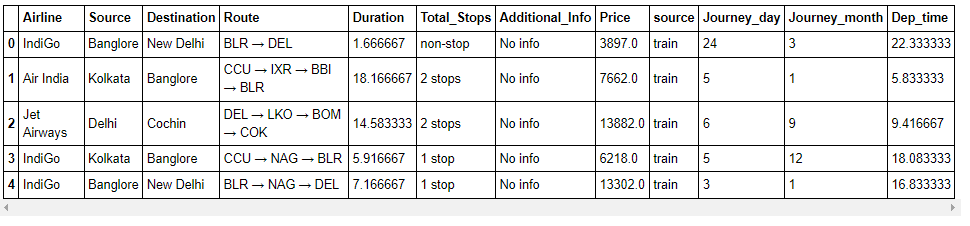 Airline Source Destination Route Duration Total_Stops Additional_Info Price source Journey_day Journey_month Dep_time
0 IndiGo Banglore New Delhi BLR → DEL 1.666667 non-stop No info 3897.0 train 24 3 22.333333
1 Air India Kolkata Banglore CCU → IXR → BBI → BLR 18.166667 2 stops No info 7662.0 train 5 1 5.833333
2 Jet Airways Delhi Cochin DEL → LKO → BOM → COK 14.583333 2 stops No info 13882.0 train 6 9 9.416667
3 IndiGo Kolkata Banglore CCU → NAG → BLR 5.916667 1 stop No info 6218.0 train 5 12 18.083333
4 IndiGo Banglore New Delhi BLR → NAG → DEL 7.166667 1 stop No info 13302.0 train 3 1 16.833333